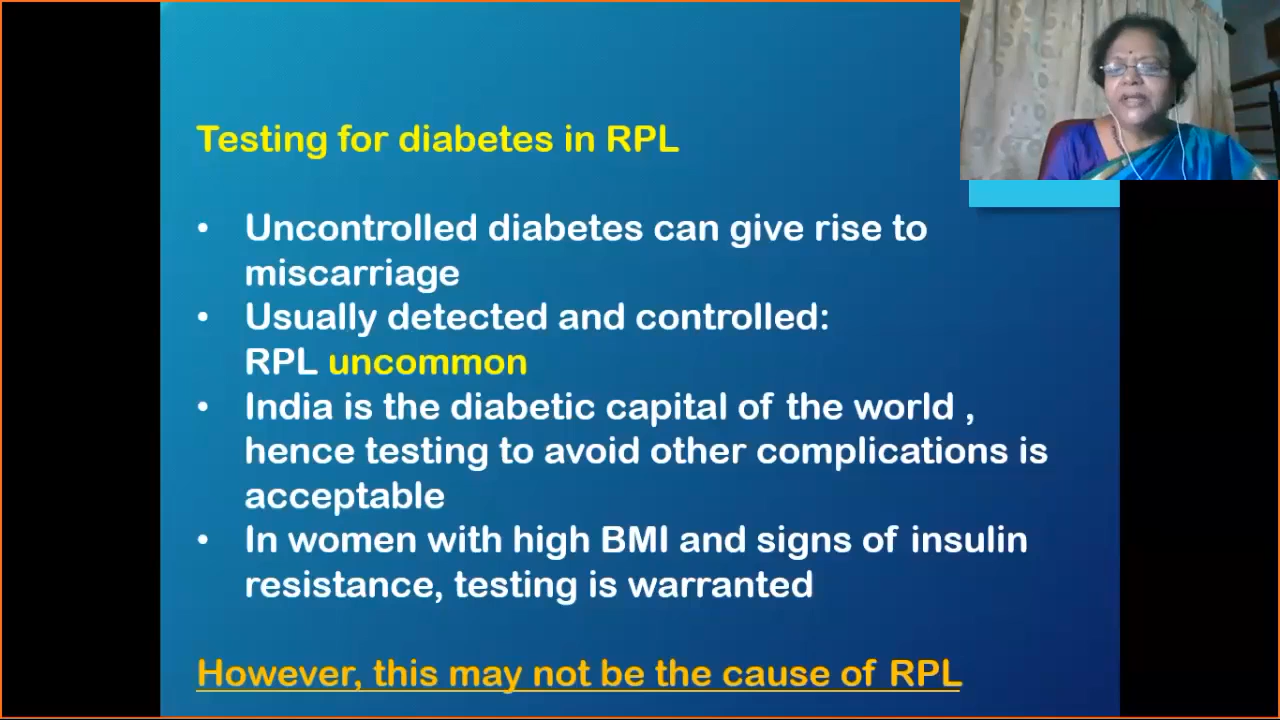 Testing for diabetes in RPL
• Uncontrolled diabetes can give rise to
miscarriage
• Usually detected and controlled:
RPL uncommon
• India is the diabetic capital of the world ,
hence testing to avoid other complications is
acceptable
• In women with high BMI and signs of insulin
resistance, testing is warranted
However, this may not be the cause of RPL